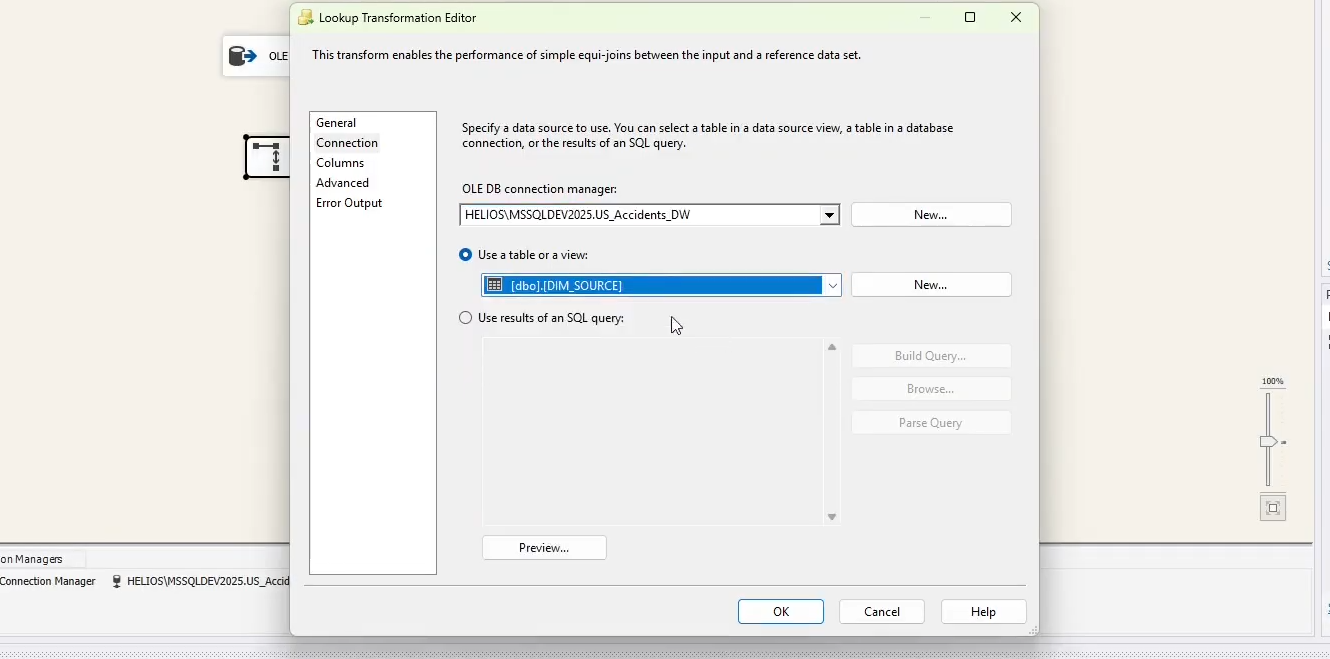 Lookup Transformation Editor
This transform enables the performance of simple equi-joins between the input and a reference data set.
OLE
General
Connection
Columns
Advanced
Error Output
Specify a data source to use. You can select a table in a data source view, a table in a database
connection, or the results of an SQL query.
OLE DB connection manager:
HELIOS\MSSQLDEV2025.US_Accidents_DW
New...
Use a table or a view:
[dbo].[DIM_SOURCE]
New...
Use results of an SQL query:
Build Query...
Browse...
Parse Query
Preview...
OK
Cancel
Help
100%
on Managers
Connection Manager
HELIOS\MSSQLDEV2025.US_Accid